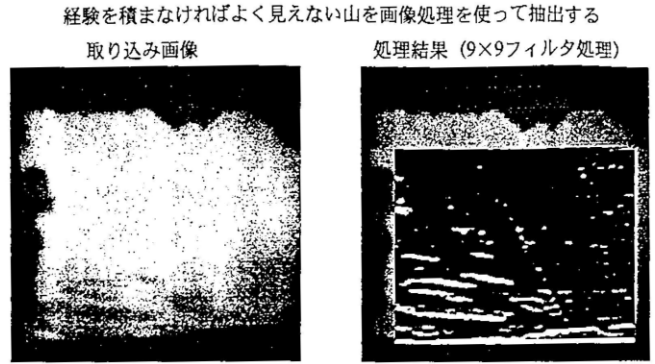 経験を積まなければよく見えない山を画像処理を使って抽出する
取り込み画像
処理結果 (9×9フィルタ処理)